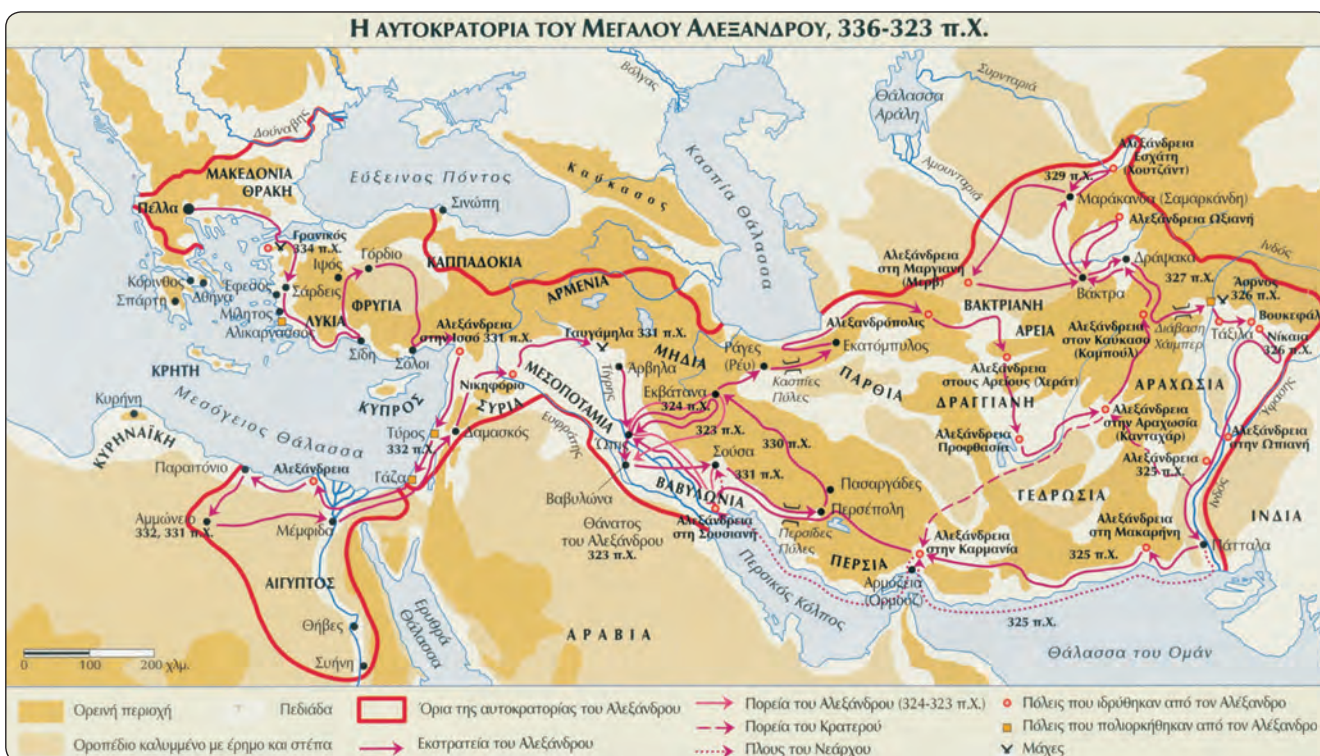 Η ΑΥΤΟΚΡΑΤΟΡΙΑ ΤΟΥ ΜΕΓΑΛΟΥ ΑΛΕΞΑΝΔΡΟΥ, 336-323 π.Χ.
Βόλγας
Συρνταριά
Θάλασσα
Αράλη
Δούναβης
ΜΑΚΕΔΟΝΙΑ
ΘΡΑΚΗ
Εύξεινος Πόντος
Καύκασος
Κασπία Θάλασσα
Αμουνταριά
Αλεξάνδρεια
Εσχάτη
(Χουτζάντ)
329 π.Χ.
Μαράκανδα (Σαμαρκάνδη)
Αλεξάνδρεια Ωξιανή
Πέλλα
Σινώπη
Γρανικός
334 π.Χ.
Γόρδιο
Ιψός
ΚΑΠΠΑΔΟΚΙΑ
ΑΡΜΕΝΙΑ
Αλεξάνδρεια
στη Μαργιανή
(Μερβ)
Δράψακα
Ινδός
327 π.Χ.
Άορνος
326 π.Χ.
Βάκτρα
ΒΑΚΤΡΙΑΝΗ
Κόρινθος
Αθήνα
Σπάρτη
Έφεσος
Σάρδεις
Μίλητος
Αλικαρνασσός
ΦΡΥΓΙΑ
ΛΥΚΙΑ
Σίδη
Σόλοι
Αλεξάνδρεια
στην Ισσό 331 π.Χ.
Γαυγάμηλα 331 π.Χ.
Άρβηλα
ΜΗΔΙΑ
Ράγες
(Ρέυ)
Αλεξανδρόπολις
Εκατόμπυλος
ΑΡΕΙΑ
Αλεξάνδρεια
στον Καύκασο
(Καμπούλ)
Διάβαση
Χάιμπερ
Τάξιλα
Βουκεφάλα
Νίκαια
326 π.Χ.
ΚΡΗΤΗ
Κυρήνη
Μεσόγειος Θάλασσα
ΚΥΠΡΟΣ
Νικηφόριο
ΣΥΡΙΑ
ΜΕΣΟΠΟΤΑΜΙΑ
Τίγρης
Ευφράτης
Εκβάτανα
324 π.Χ.
Κασπίες
Πύλες
ΠΑΡΘΙΑ
Αλεξάνδρεια
στους Αρείους (Χεράτ)
ΔΡΑΓΓΙΑΝΗ
ΑΡΑΧΩΣΙΑ
Υφασης
ΚΥΡΗΝΑΪΚΗ
Τύρος
332 π.Χ.
Δαμασκός
Ώπις
323 π.Χ.
Σούσα
330 π.Χ.
331 π.Χ.
Αλεξάνδρεια
Προφθασία
Αλεξάνδρεια
στην Αραχωσία
(Κανταχάρ)
Αλεξάνδρεια
στην Ωπιανή
Αλεξάνδρεια
325 π.Χ.
Παραιτόνιο
Αλεξάνδρεια
Γάζα
Βαβυλώνα
ΒΑΒΥΛΩΝΙΑ
Πασαργάδες
Περσέπολη
ΓΕΔΡΩΣΙΑ
Ινδός
ΙΝΔΙΑ
Αμμώνειο
332, 331 π.Χ.
Μέμφιδα
Θάνατος
του Αλεξάνδρου
323 π.Χ.
Αλεξάνδρεια
στη Σουσιανή
Περσίδες
Πύλες
Αλεξάνδρεια
στην Καρμανία
Αλεξάνδρεια
στη Μακαρήνη
325 π.Χ.
Πάτταλα
ΑΙΓΥΠΤΟΣ
ΠΕΡΣΙΑ
Αρμοζεία
(Ορμούζ)
Περσικός Κόλπος
Ερυθρά
Θάλασσα
Θήβες
Συήνη
ΑΡΑΒΙΑ
325 π.Χ.
Θάλασσα του Ομάν
0 100 200 χλμ.
Ορεινή περιοχή
Πεδιάδα
Όρια της αυτοκρατορίας του Αλεξάνδρου
Πορεία του Αλεξάνδρου (324-323 π.Χ.)
Πόλεις που ιδρύθηκαν από τον Αλέξανδρο
Οροπέδιο καλυμμένο με έρημο και στέπα
Εκστρατεία του Αλεξάνδρου
Πορεία του Κρατερού
Πλους του Νεάρχου
Πόλεις που πολιορκήθηκαν από τον Αλέξανδρο
Μάχες